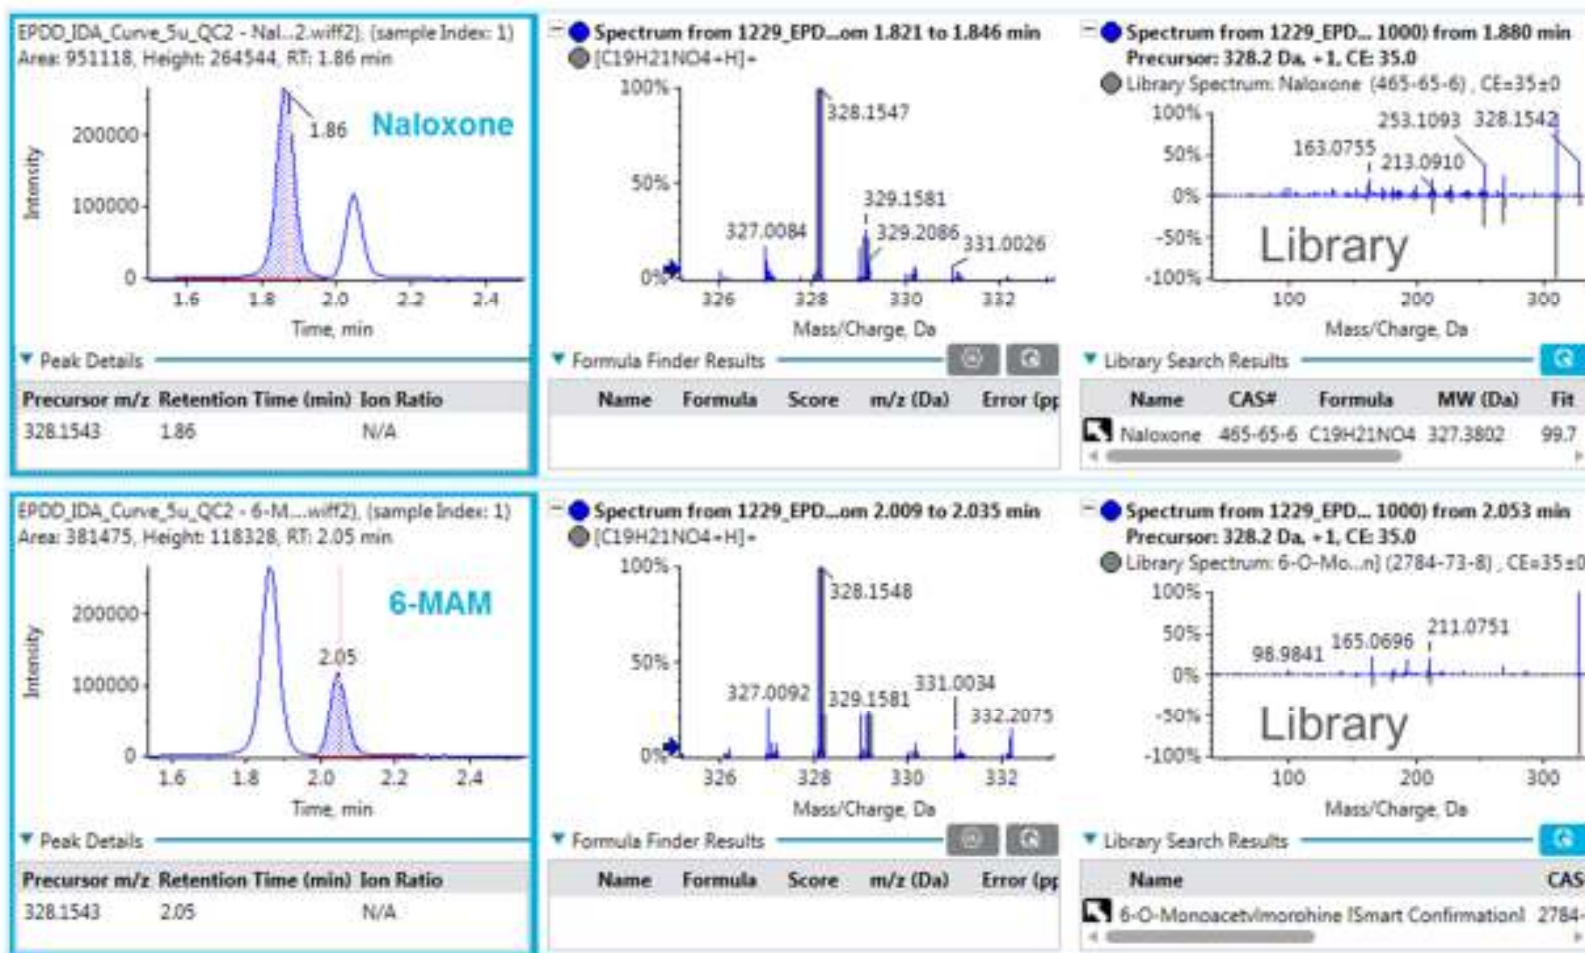 EPDD_IDA_Curve_5u_QC2 - Nal...2.wiff2), (sample Index: 1)
Area: 951118, Height: 264544, RT: 1.86 min
Naloxone
1.86
Intensity
200000
100000
0
1.6 1.8 2.0 2.2 2.4
Time, min
Peak Details
Precursor m/z Retention Time (min) Ion Ratio
328.1543 1.86 N/A
Spectrum from 1229_EPD...om 1.821 to 1.846 min
[C19H21NO4+H]+
100%
50%
0%
328.1547
329.1581
327.0084
329.2086
331.0026
326 328 330 332
Mass/Charge, Da
Formula Finder Results
Name Formula Score m/z (Da) Error (pp
Spectrum from 1229_EPD... 1000) from 1.880 min
Precursor: 328.2 Da, +1, CE: 35.0
Library Spectrum: Naloxone (465-65-6) , CE=35±0
100%
50%
0%
-50%
-100%
253.1093 328.1542
163.0755
213.0910
Library
100 200 300
Mass/Charge, Da
Library Search Results
Name CAS# Formula MW (Da) Fit
Naloxone 465-65-6 C19H21NO4 327.3802 99.7
EPDD_IDA_Curve_5u_QC2 - 6-M....wiff2), (sample Index: 1)
Area: 381475, Height: 118328, RT: 2.05 min
6-MAM
2.05
Intensity
200000
100000
0
1.6 1.8 2.0 2.2 2.4
Time, min
Peak Details
Precursor m/z Retention Time (min) Ion Ratio
328.1543 2.05 N/A
Spectrum from 1229_EPD...om 2.009 to 2.035 min
[C19H21NO4+H]+
100%
50%
0%
328.1548
327.0092
329.1581
331.0034
332.2075
326 328 330 332
Mass/Charge, Da
Formula Finder Results
Name Formula Score m/z (Da) Error (pp
Spectrum from 1229_EPD... 1000) from 2.053 min
Precursor: 328.2 Da, +1, CE: 35.0
Library Spectrum: 6-O-Mo...n] (2784-73-8) , CE=35±0
100%
50%
0%
-50%
-100%
98.9841
165.0696
211.0751
Library
100 200 300
Mass/Charge, Da
Library Search Results
Name CAS
6-O-Monoacetylmorphine [Smart Confirmation] 2784-